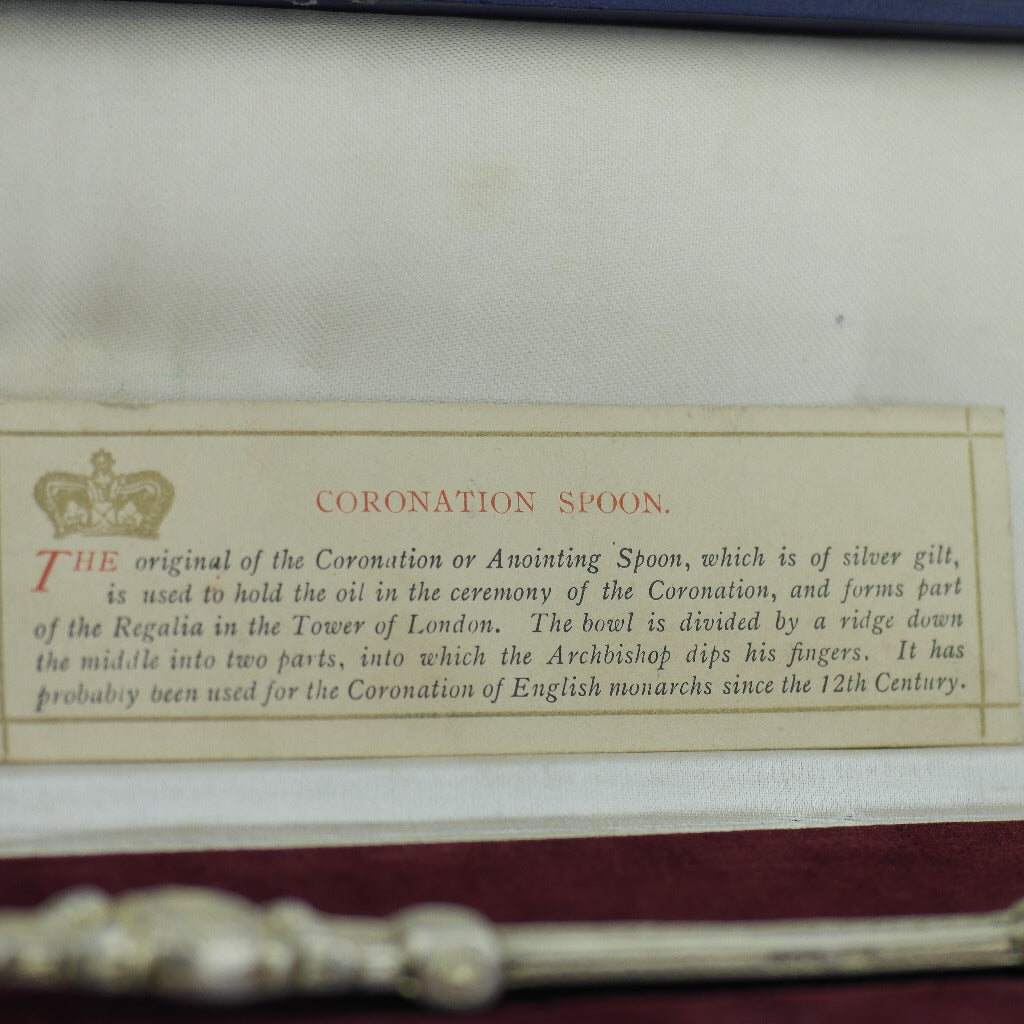 CORONATION SPOON.
THE original of the Coronation or Anointing Spoon, which is of silver gilt,
is used to hold the oil in the ceremony of the Coronation, and forms part
of the Regalia in the Tower of London. The bowl is divided by a ridge down
the middle into two parts, into which the Archbishop dips his fingers. It has
probably been used for the Coronation of English monarchs since the 12th Century.